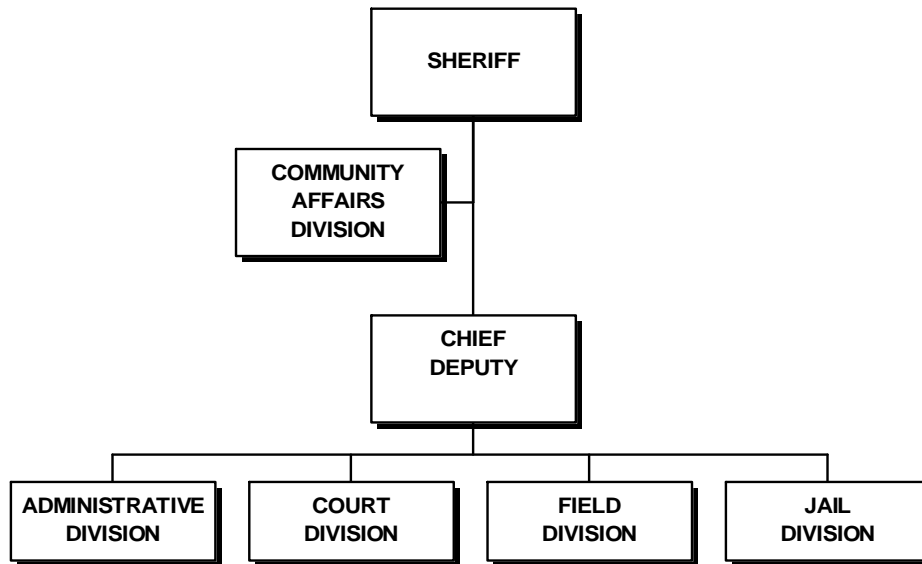 SHERIFF
COMMUNITY
AFFAIRS
DIVISION
CHIEF
DEPUTY
ADMINISTRATIVE
DIVISION
COURT
DIVISION
FIELD
DIVISION
JAIL
DIVISION